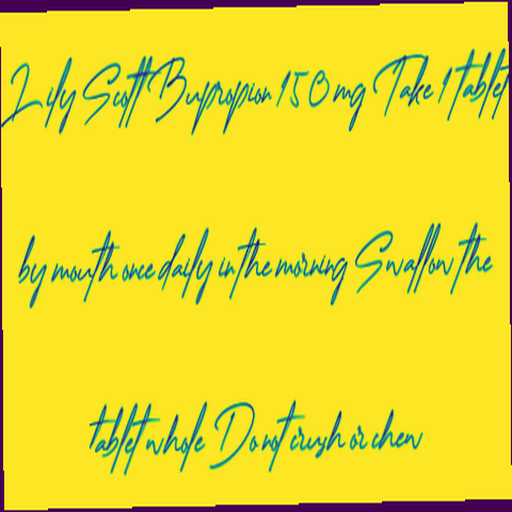 Lily Scott Bupropion 150 mg Take 1 tablet
by mouth once daily in the morning Swallow the
tablet whole Do not crush or chew